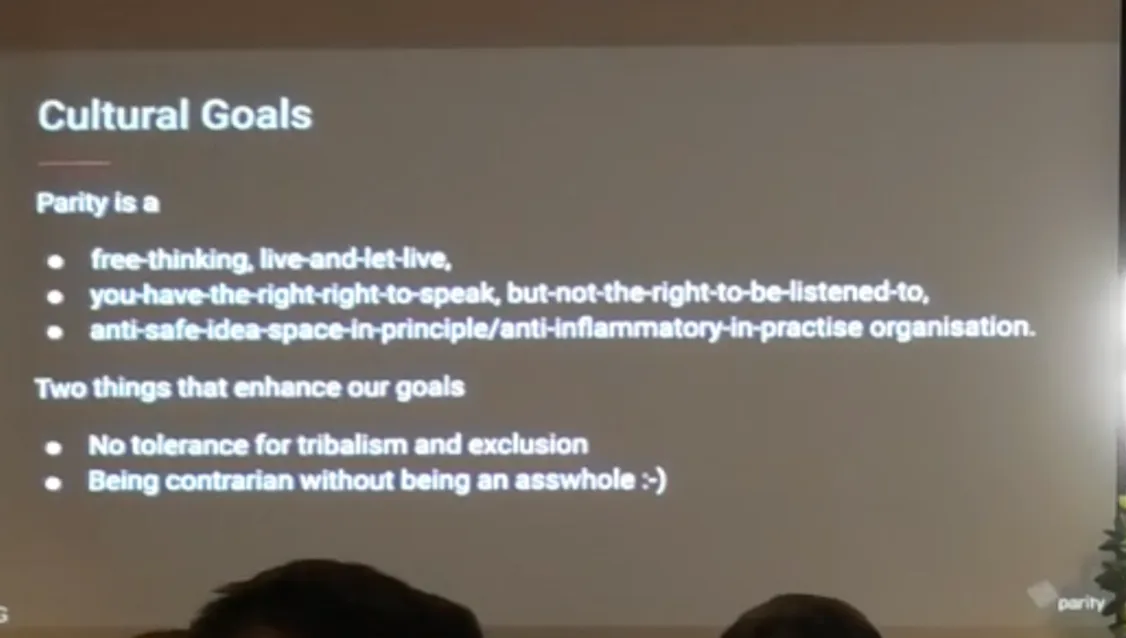 Cultural Goals
Parity is a
● free-thinking, live-and-let-live,
● you-have-the-right-right-to-speak, but-not-the-right-to-be-listened-to,
● anti-safe-idea-space-in-principle/anti-inflammatory-in-practise organisation.
Two things that enhance our goals
● No tolerance for tribalism and exclusion
● Being contrarian without being an asswhole :-)
G
parity